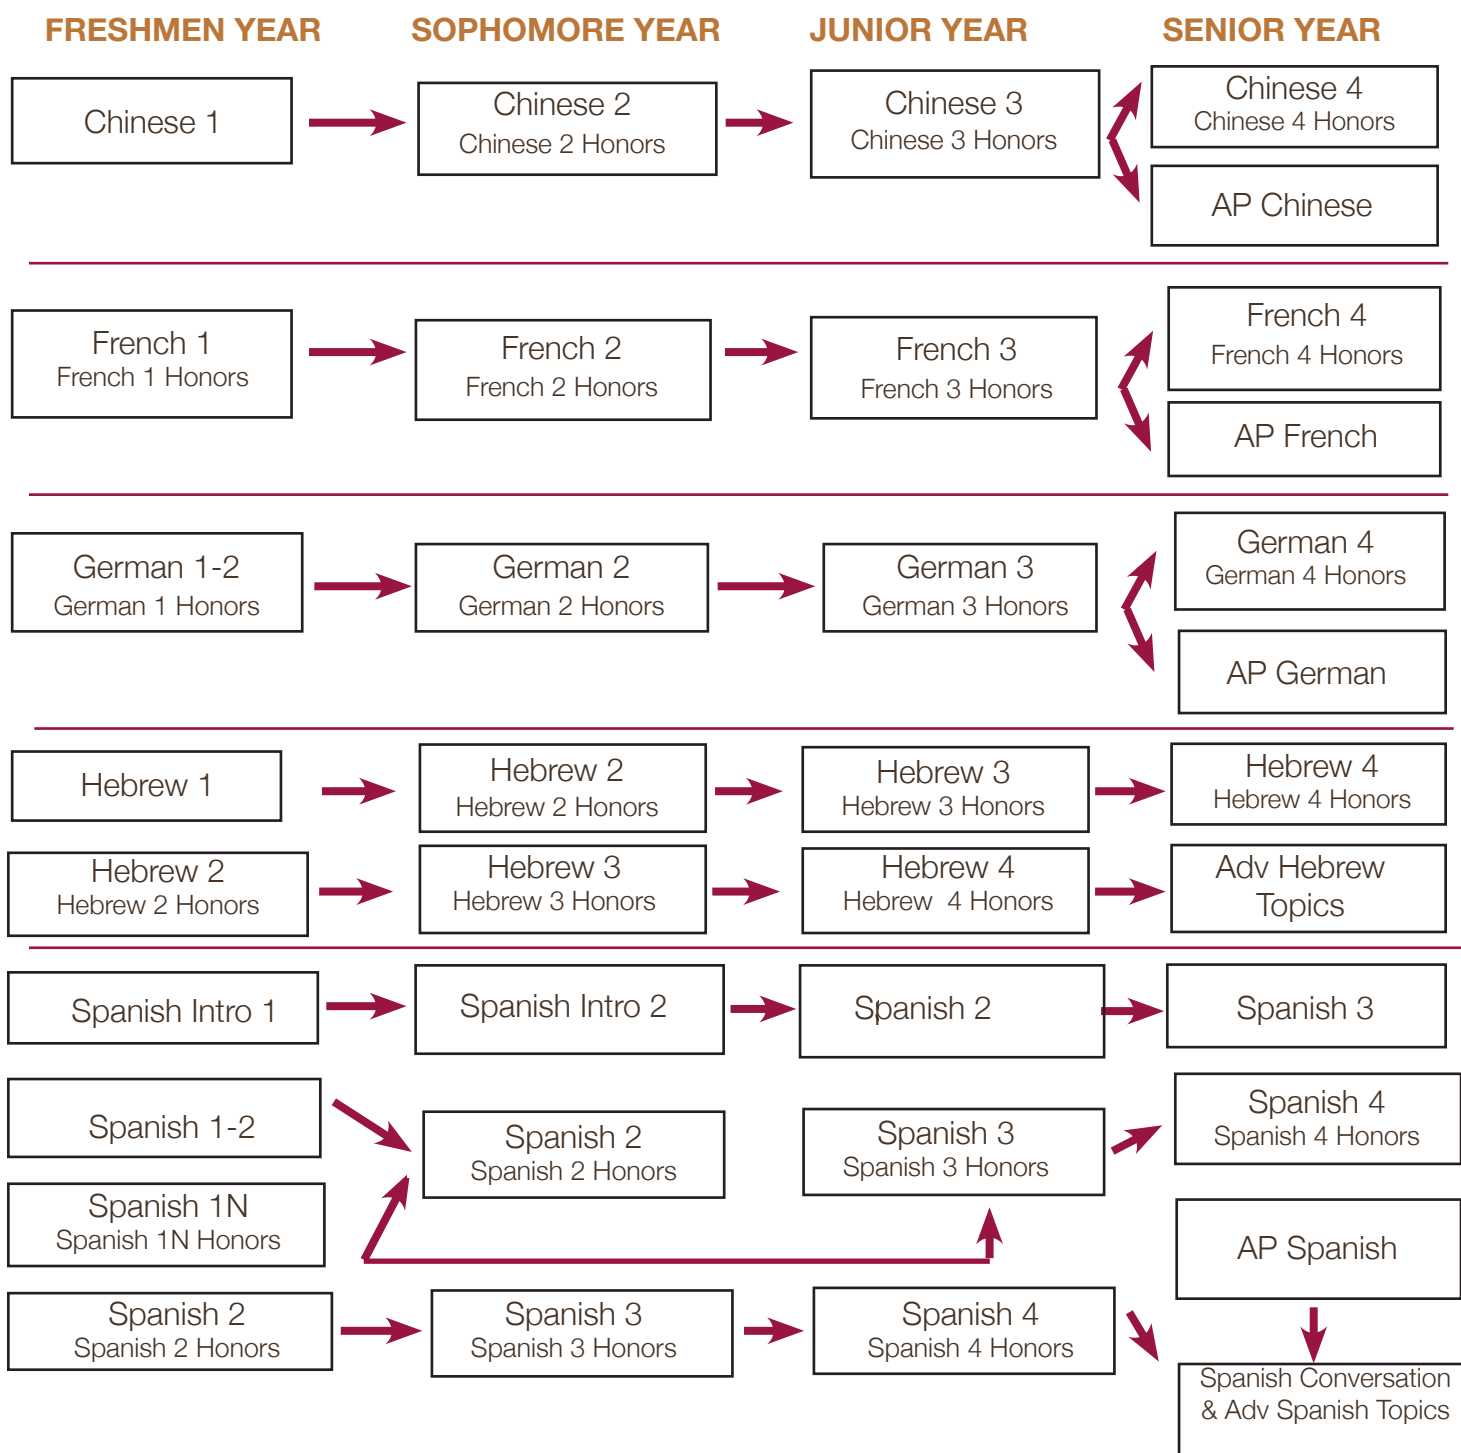 FRESHMEN YEAR
SOPHOMORE YEAR
JUNIOR YEAR
SENIOR YEAR
Chinese 1
Chinese 2
Chinese 2 Honors
Chinese 3
Chinese 3 Honors
Chinese 4
Chinese 4 Honors
AP Chinese
French 1
French 1 Honors
French 2
French 2 Honors
French 3
French 3 Honors
French 4
French 4 Honors
AP French
German 1-2
German 1 Honors
German 2
German 2 Honors
German 3
German 3 Honors
German 4
German 4 Honors
AP German
Hebrew 1
Hebrew 2
Hebrew 2 Honors
Hebrew 3
Hebrew 3 Honors
Hebrew 4
Hebrew 4 Honors
Hebrew 2
Hebrew 2 Honors
Hebrew 3
Hebrew 3 Honors
Hebrew 4
Hebrew 4 Honors
Adv Hebrew
Topics
Spanish Intro 1
Spanish Intro 2
Spanish 2
Spanish 3
Spanish 1-2
Spanish 2
Spanish 2 Honors
Spanish 3
Spanish 3 Honors
Spanish 4
Spanish 4 Honors
Spanish 1N
Spanish 1N Honors
AP Spanish
Spanish 2
Spanish 2 Honors
Spanish 3
Spanish 3 Honors
Spanish 4
Spanish 4 Honors
Spanish Conversation
& Adv Spanish Topics